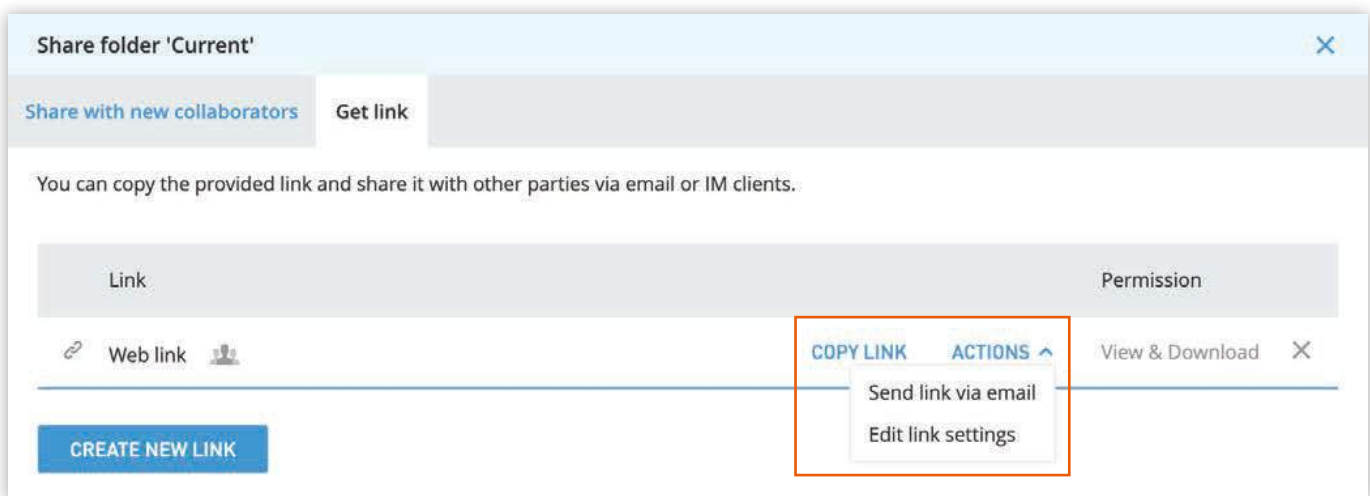 Share folder 'Current'
Share with new collaborators Get link
You can copy the provided link and share it with other parties via email or IM clients.
Link Permission
Web link COPY LINK ACTIONS View & Download
Send link via email
Edit link settings
CREATE NEW LINK